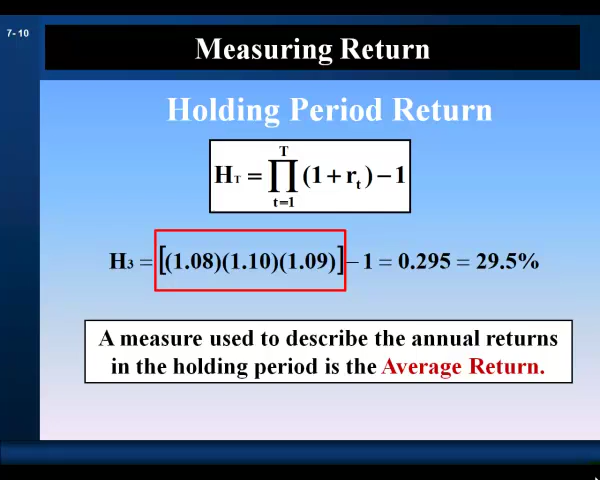 7- 10
Measuring Return
Holding Period Return
H_T = ∏_{t=1}^{T} (1 + r_t) − 1
H_3 = [(1.08)(1.10)(1.09)] − 1 = 0.295 = 29.5%
A measure used to describe the annual returns
in the holding period is the Average Return.